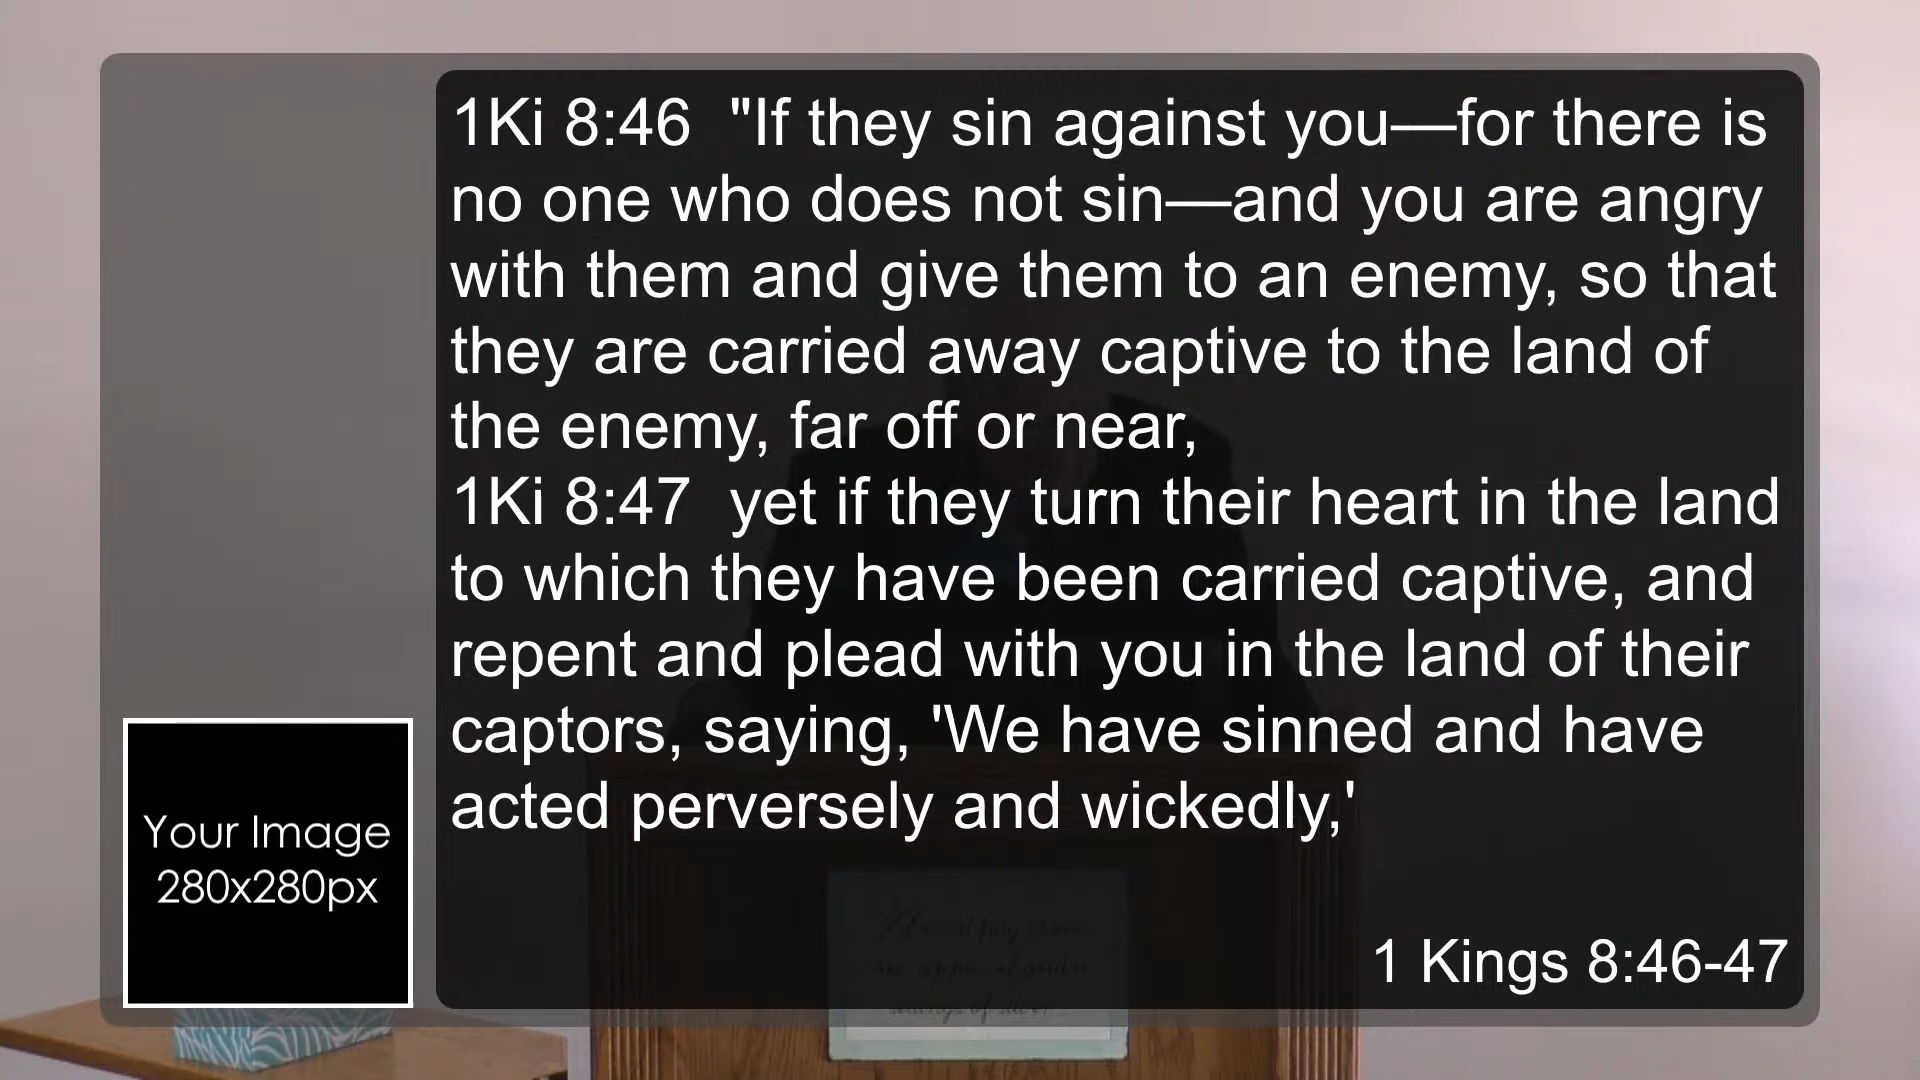 1Ki 8:46  "If they sin against you—for there is
no one who does not sin—and you are angry
with them and give them to an enemy, so that
they are carried away captive to the land of
the enemy, far off or near,
1Ki 8:47  yet if they turn their heart in the land
to which they have been carried captive, and
repent and plead with you in the land of their
captors, saying, 'We have sinned and have
acted perversely and wickedly,'
1 Kings 8:46-47
Your Image
280x280px
settings of silver